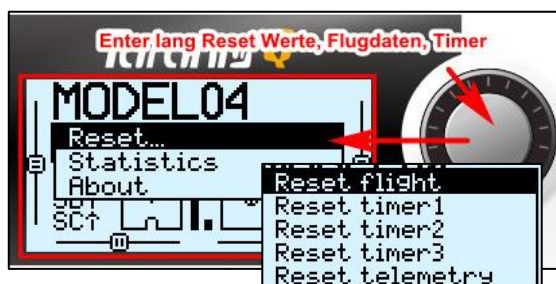 Enter lang Reset Werte, Flugdaten, Timer
MODEL04
Reset...
Statistics
About
SC↑
Reset flight
Reset timer1
Reset timer2
Reset timer3
Reset telemetry